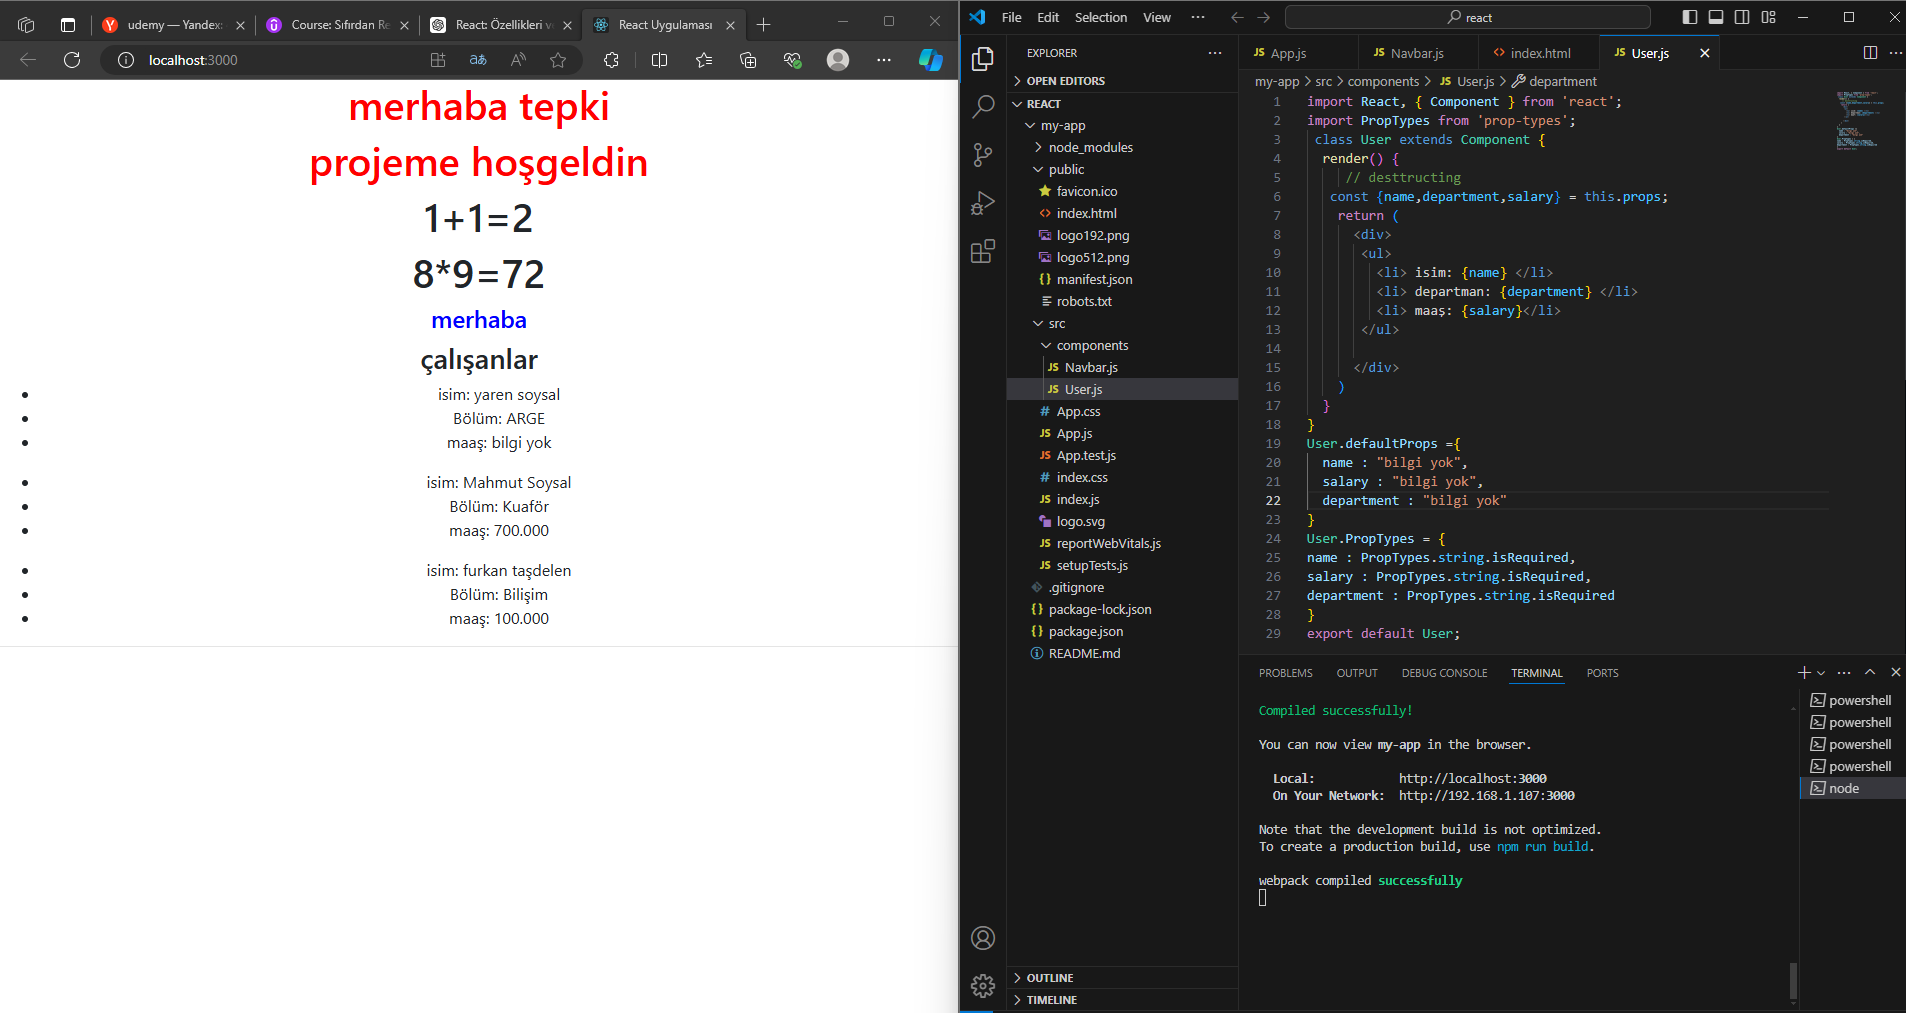 udemy — Yandex:
Course: Sıfırdan Re
React: Özellikleri ve
React Uygulaması
localhost:3000
merhaba tepki
projeme hoşgeldin
1+1=2
8*9=72
merhaba
çalışanlar
isim: yaren soysal
Bölüm: ARGE
maaş: bilgi yok
isim: Mahmut Soysal
Bölüm: Kuaför
maaş: 700.000
isim: furkan taşdelen
Bölüm: Bilişim
maaş: 100.000
File Edit Selection View
react
EXPLORER
OPEN EDITORS
REACT
my-app
node_modules
public
favicon.ico
index.html
logo192.png
logo512.png
manifest.json
robots.txt
src
components
Navbar.js
User.js
App.css
App.js
App.test.js
index.css
index.js
logo.svg
reportWebVitals.js
setupTests.js
.gitignore
package-lock.json
package.json
README.md
OUTLINE
TIMELINE
JS App.js
JS Navbar.js
<> index.html
JS User.js
my-app > src > components > JS User.js > department
1 import React, { Component } from 'react';
2 import PropTypes from 'prop-types';
3 class User extends Component {
4 render() {
5 // desttructing
6 const {name,department,salary} = this.props;
7 return (
8 <div>
9 <ul>
10 <li> isim: {name} </li>
11 <li> departman: {department} </li>
12 <li> maaş: {salary}</li>
13 </ul>
14
15 </div>
16 )
17 }
18 }
19 User.defaultProps ={
20 name : "bilgi yok",
21 salary : "bilgi yok",
22 department : "bilgi yok"
23 }
24 User.PropTypes = {
25 name : PropTypes.string.isRequired,
26 salary : PropTypes.string.isRequired,
27 department : PropTypes.string.isRequired
28 }
29 export default User;
PROBLEMS OUTPUT DEBUG CONSOLE TERMINAL PORTS
Compiled successfully!
You can now view my-app in the browser.
Local: http://localhost:3000
On Your Network: http://192.168.1.107:3000
Note that the development build is not optimized.
To create a production build, use npm run build.
webpack compiled successfully
powershell
powershell
powershell
powershell
node